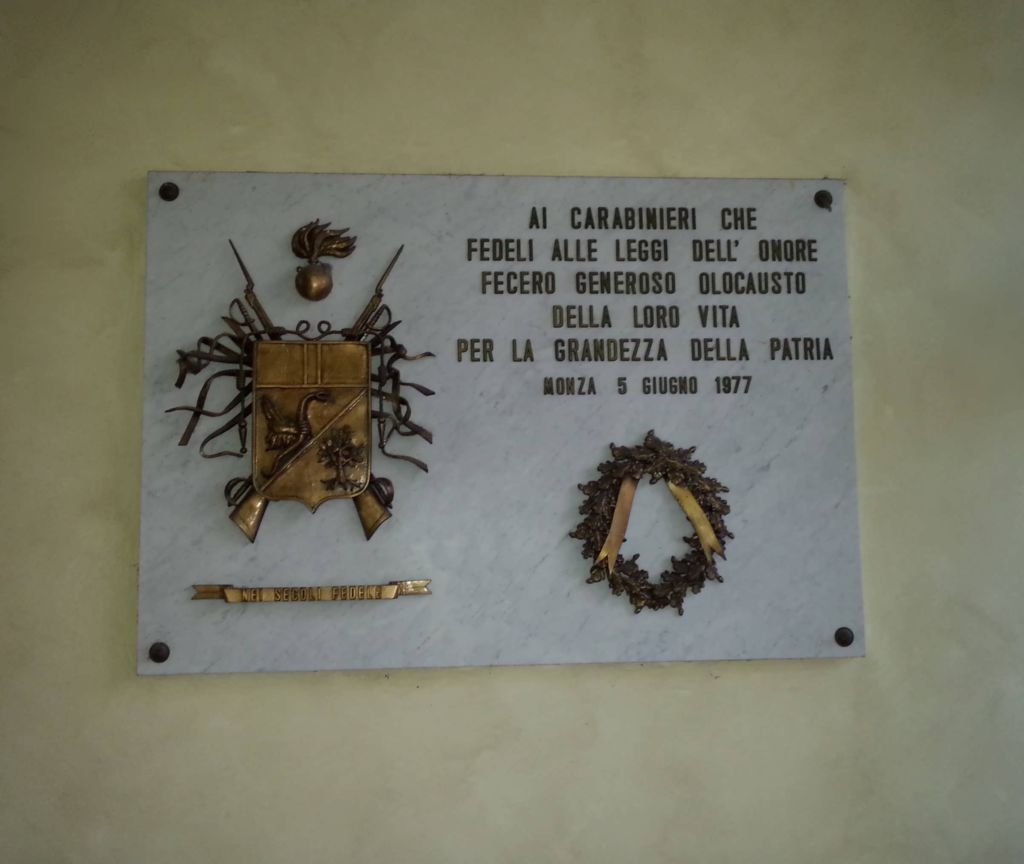 AI CARABINIERI CHE
FEDELI ALLE LEGGI DELL' ONORE
FECERO GENEROSO OLOCAUSTO
DELLA LORO VITA
PER LA GRANDEZZA DELLA PATRIA
MONZA 5 GIUGNO 1977
NEI SECOLI FEDELE